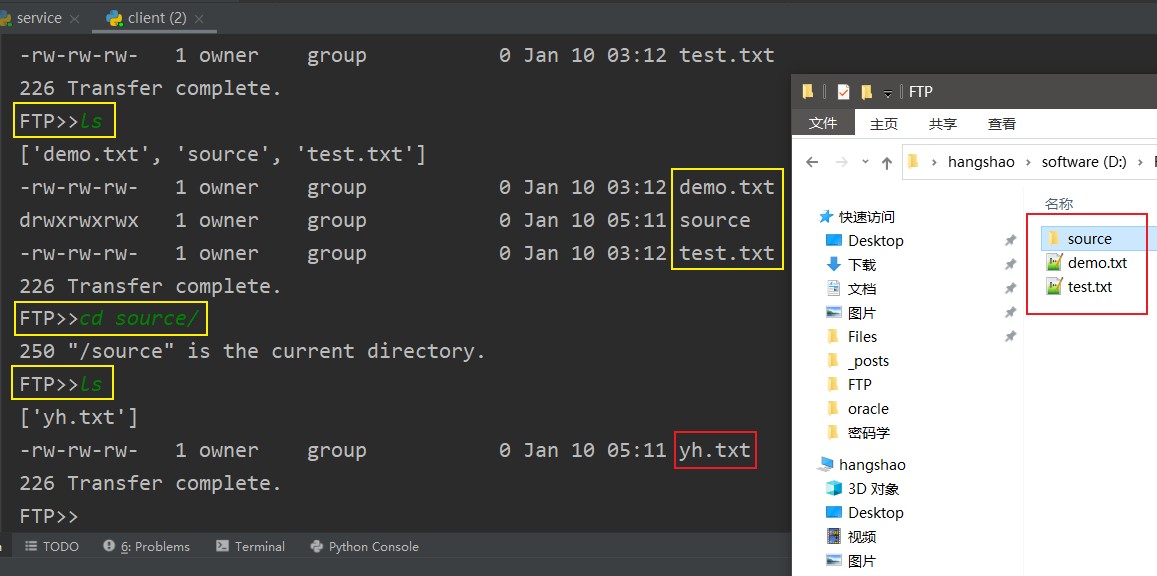 service
client (2)
-rw-rw-rw-   1 owner    group           0 Jan 10 03:12 test.txt
226 Transfer complete.
FTP>>ls
['demo.txt', 'source', 'test.txt']
-rw-rw-rw-   1 owner    group           0 Jan 10 03:12 demo.txt
drwxrwxrwx   1 owner    group           0 Jan 10 05:11 source
-rw-rw-rw-   1 owner    group           0 Jan 10 03:12 test.txt
226 Transfer complete.
FTP>>cd source/
250 "/source" is the current directory.
FTP>>ls
['yh.txt']
-rw-rw-rw-   1 owner    group           0 Jan 10 05:11 yh.txt
226 Transfer complete.
FTP>>
TODO
6: Problems
Terminal
Python Console
FTP
文件 主页 共享 查看
hangshao › software (D:) ›
名称
source
demo.txt
test.txt
快速访问
Desktop
下载
文档
图片
Files
_posts
FTP
oracle
密码学
hangshao
3D 对象
Desktop
视频
图片